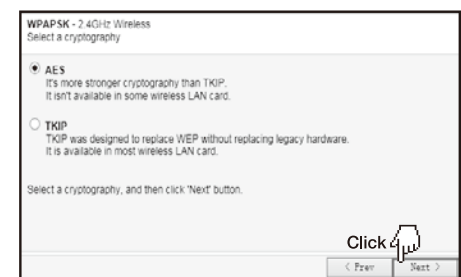 WPAPSK - 2.4GHz Wireless
Select a cryptography
AES
It's more stronger cryptography than TKIP.
It isn't available in some wireless LAN card.
TKIP
TKIP was designed to replace WEP without replacing legacy hardware.
It is available in most wireless LAN card.
Select a cryptography, and then click 'Next' button.
Click
< Prev Next >